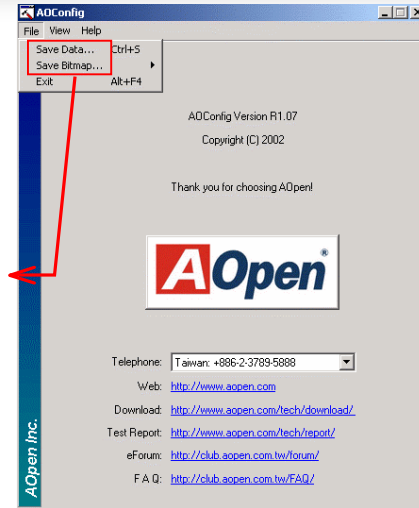 AOConfig
File View Help
Save Data... Ctrl+S
Save Bitmap...
Exit Alt+F4
AOConfig Version R1.07
Copyright (C) 2002
Thank you for choosing AOpen!
AOpen®
Telephone: Taiwan: +886-2-3789-5888
Web: http://www.aopen.com
Download: http://www.aopen.com/tech/download/
Test Report: http://www.aopen.com/tech/report/
eForum: http://club.aopen.com.tw/forum/
F A Q: http://club.aopen.com.tw/FAQ/
AOpen Inc.